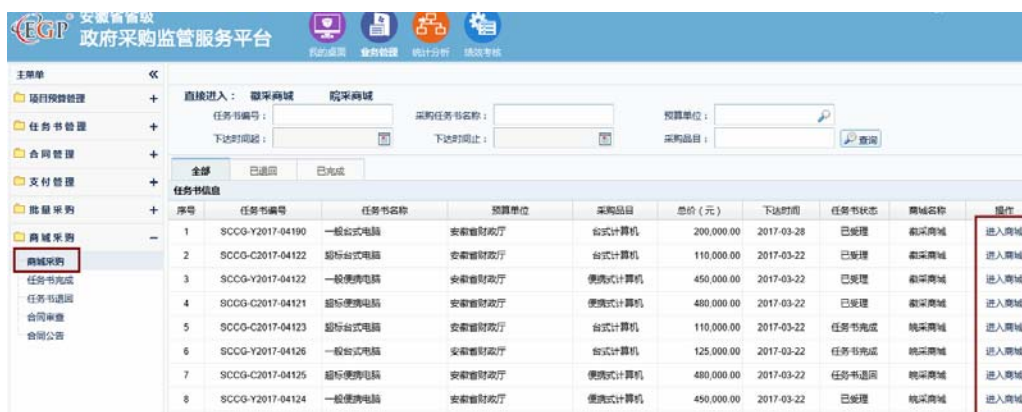 EGP
安徽省省级
政府采购监管服务平台
我的桌面 业务管理 统计分析 绩效考核
主菜单
项目预算管理
任务书管理
合同管理
支付管理
批量采购
商城采购
商城采购
任务书完成
任务书退回
合同审查
合同公告
直接进入： 徽采商城 皖采商城
任务书编号： 采购任务书名称： 预算单位：
下达时间起： 下达时间止： 采购品目： 查询
全部 已退回 已完成
任务书信息
序号 任务书编号 任务书名称 预算单位 采购品目 总价（元） 下达时间 任务书状态 商城名称 操作
1 SCCG-Y2017-04190 一般台式电脑 安徽省财政厅 台式计算机 200,000.00 2017-03-28 已受理 徽采商城 进入商城
2 SCCG-C2017-04122 超标台式电脑 安徽省财政厅 台式计算机 110,000.00 2017-03-22 已受理 徽采商城 进入商城
3 SCCG-Y2017-04122 一般便携电脑 安徽省财政厅 便携式计算机 450,000.00 2017-03-22 已受理 徽采商城 进入商城
4 SCCG-C2017-04121 超标便携电脑 安徽省财政厅 便携式计算机 480,000.00 2017-03-22 已受理 徽采商城 进入商城
5 SCCG-C2017-04123 超标台式电脑 安徽省财政厅 台式计算机 110,000.00 2017-03-22 任务书完成 皖采商城 进入商城
6 SCCG-Y2017-04126 一般台式电脑 安徽省财政厅 台式计算机 125,000.00 2017-03-22 任务书完成 皖采商城 进入商城
7 SCCG-C2017-04125 超标便携电脑 安徽省财政厅 便携式计算机 480,000.00 2017-03-22 任务书退回 皖采商城 进入商城
8 SCCG-Y2017-04124 一般便携电脑 安徽省财政厅 便携式计算机 450,000.00 2017-03-22 已受理 皖采商城 进入商城